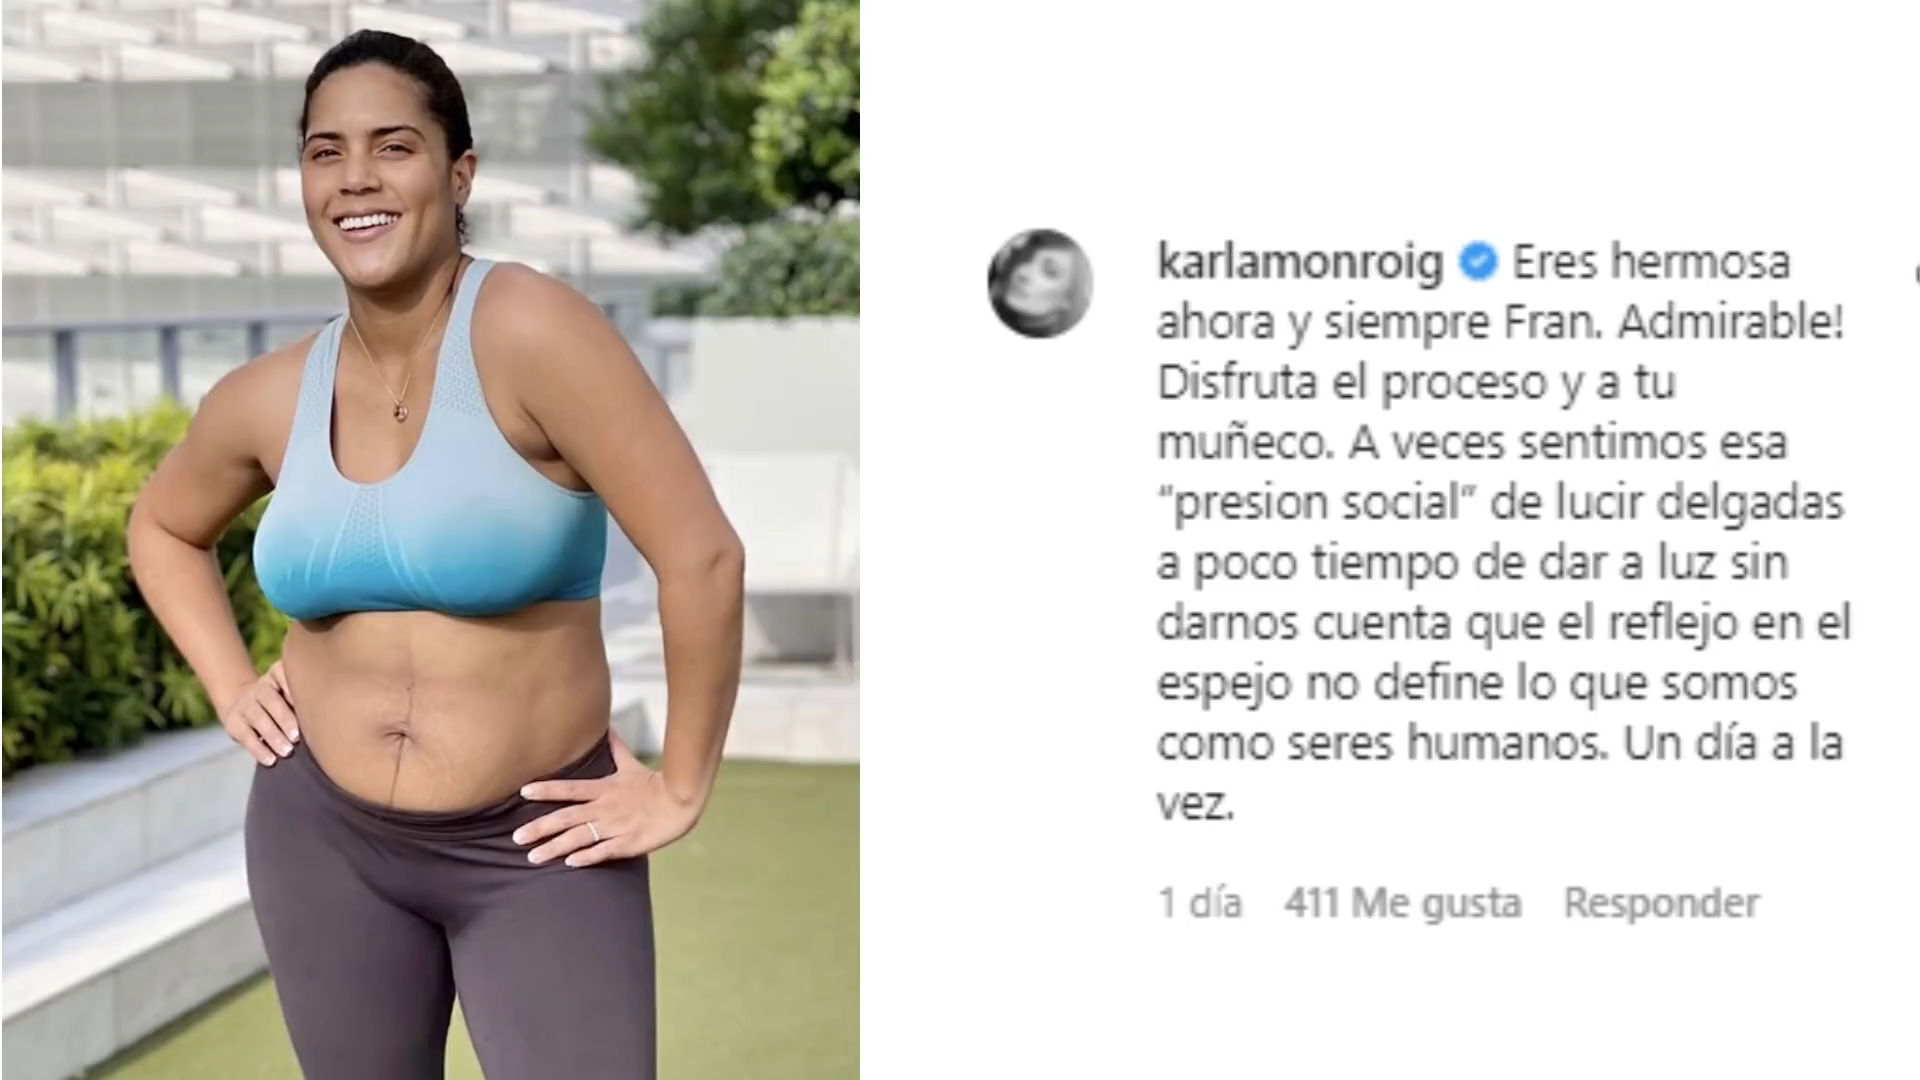 karlamonroig Eres hermosa
ahora y siempre Fran. Admirable!
Disfruta el proceso y a tu
muñeco. A veces sentimos esa
“presion social” de lucir delgadas
a poco tiempo de dar a luz sin
darnos cuenta que el reflejo en el
espejo no define lo que somos
como seres humanos. Un día a la
vez.
1 día 411 Me gusta Responder